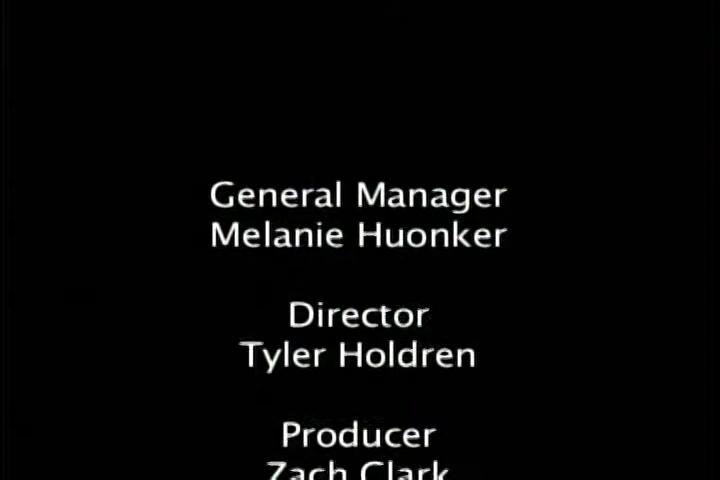 General Manager
Melanie Huonker
Director
Tyler Holdren
Producer
Zach Clark